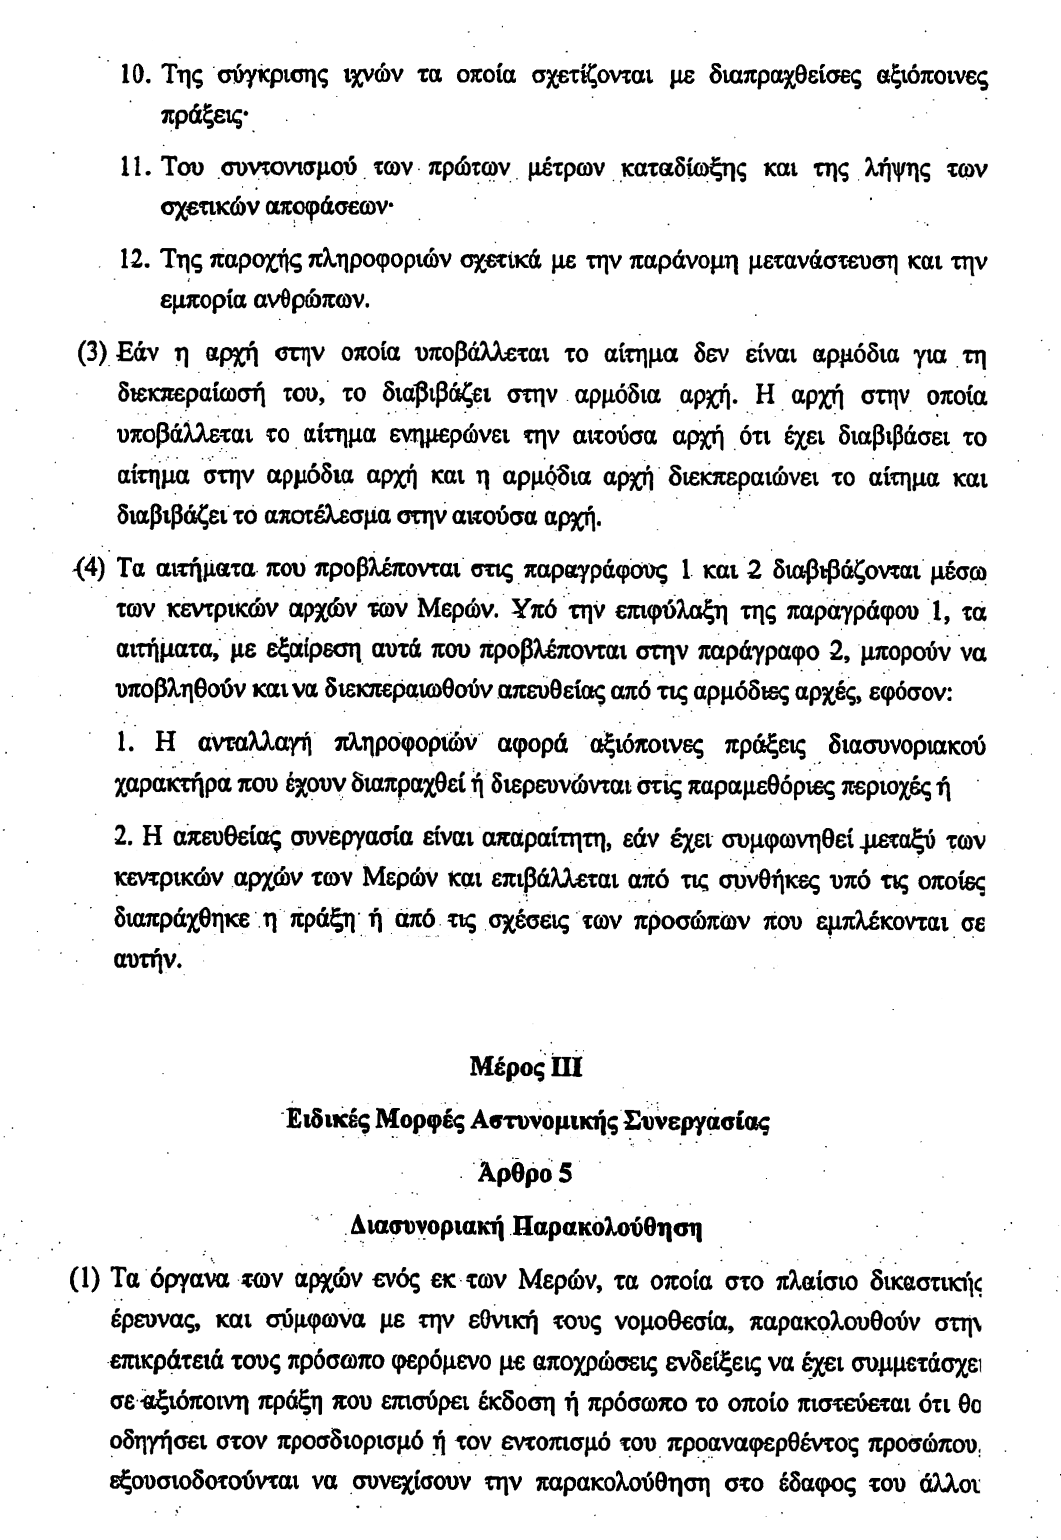 10. Της σύγκρισης ιχνών τα οποία σχετίζονται με διαπραχθείσες αξιόποινες
πράξεις·
11. Του συντονισμού των πρώτων μέτρων καταδίωξης και της λήψης των
σχετικών αποφάσεων·
12. Της παροχής πληροφοριών σχετικά με την παράνομη μετανάστευση και την
εμπορία ανθρώπων.
(3) Εάν η αρχή στην οποία υποβάλλεται το αίτημα δεν είναι αρμόδια για τη
διεκπεραίωσή του, το διαβιβάζει στην αρμόδια αρχή. Η αρχή στην οποία
υποβάλλεται το αίτημα ενημερώνει την αιτούσα αρχή ότι έχει διαβιβάσει το
αίτημα στην αρμόδια αρχή και η αρμόδια αρχή διεκπεραιώνει το αίτημα και
διαβιβάζει το αποτέλεσμα στην αιτούσα αρχή.
(4) Τα αιτήματα που προβλέπονται στις παραγράφους 1 και 2 διαβιβάζονται μέσω
των κεντρικών αρχών των Μερών. Υπό την επιφύλαξη της παραγράφου 1, τα
αιτήματα, με εξαίρεση αυτά που προβλέπονται στην παράγραφο 2, μπορούν να
υποβληθούν και να διεκπεραιωθούν απευθείας από τις αρμόδιες αρχές, εφόσον:
1. Η ανταλλαγή πληροφοριών αφορά αξιόποινες πράξεις διασυνοριακού
χαρακτήρα που έχουν διαπραχθεί ή διερευνώνται στις παραμεθόριες περιοχές ή
2. Η απευθείας συνεργασία είναι απαραίτητη, εάν έχει συμφωνηθεί μεταξύ των
κεντρικών αρχών των Μερών και επιβάλλεται από τις συνθήκες υπό τις οποίες
διαπράχθηκε η πράξη ή από τις σχέσεις των προσώπων που εμπλέκονται σε
αυτήν.
Μέρος III
Ειδικές Μορφές Αστυνομικής Συνεργασίας
Άρθρο 5
Διασυνοριακή Παρακολούθηση
(1) Τα όργανα των αρχών ενός εκ των Μερών, τα οποία στο πλαίσιο δικαστικής
έρευνας, και σύμφωνα με την εθνική τους νομοθεσία, παρακολουθούν στην
επικράτειά τους πρόσωπο φερόμενο με αποχρώσεις ενδείξεις να έχει συμμετάσχει
σε αξιόποινη πράξη που επισύρει έκδοση ή πρόσωπο το οποίο πιστεύεται ότι θα
οδηγήσει στον προσδιορισμό ή τον εντοπισμό του προαναφερθέντος προσώπου,
εξουσιοδοτούνται να συνεχίσουν την παρακολούθηση στο έδαφος του άλλου